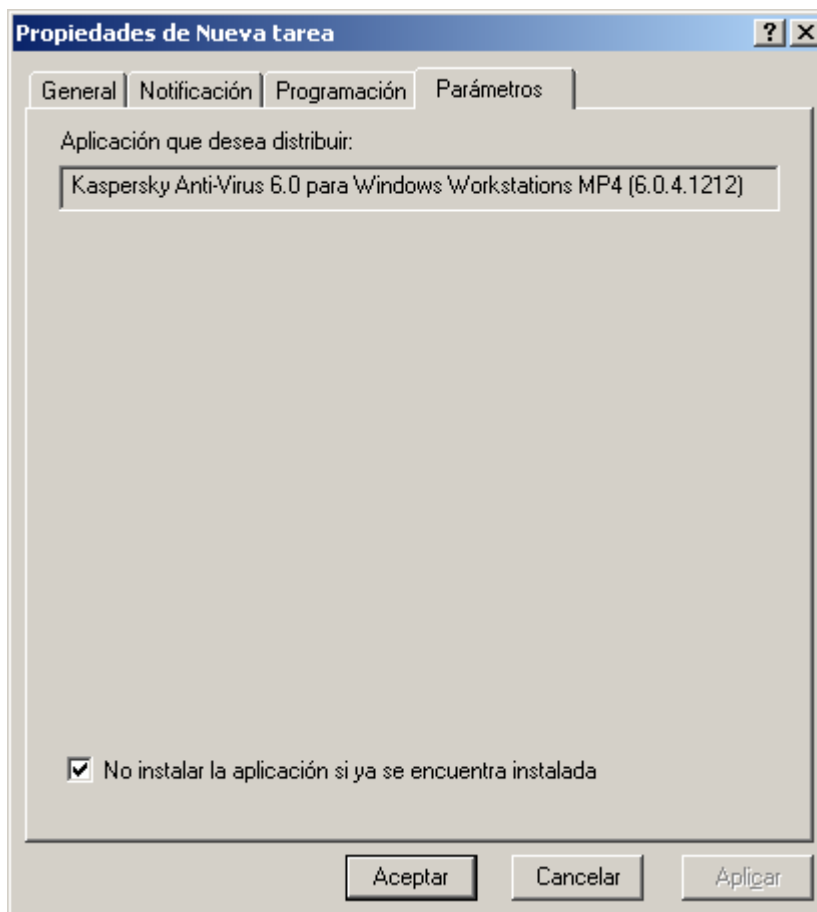 Propiedades de Nueva tarea
General Notificación Programación Parámetros
Aplicación que desea distribuir:
Kaspersky Anti-Virus 6.0 para Windows Workstations MP4 (6.0.4.1212)
No instalar la aplicación si ya se encuentra instalada
Aceptar Cancelar Aplicar